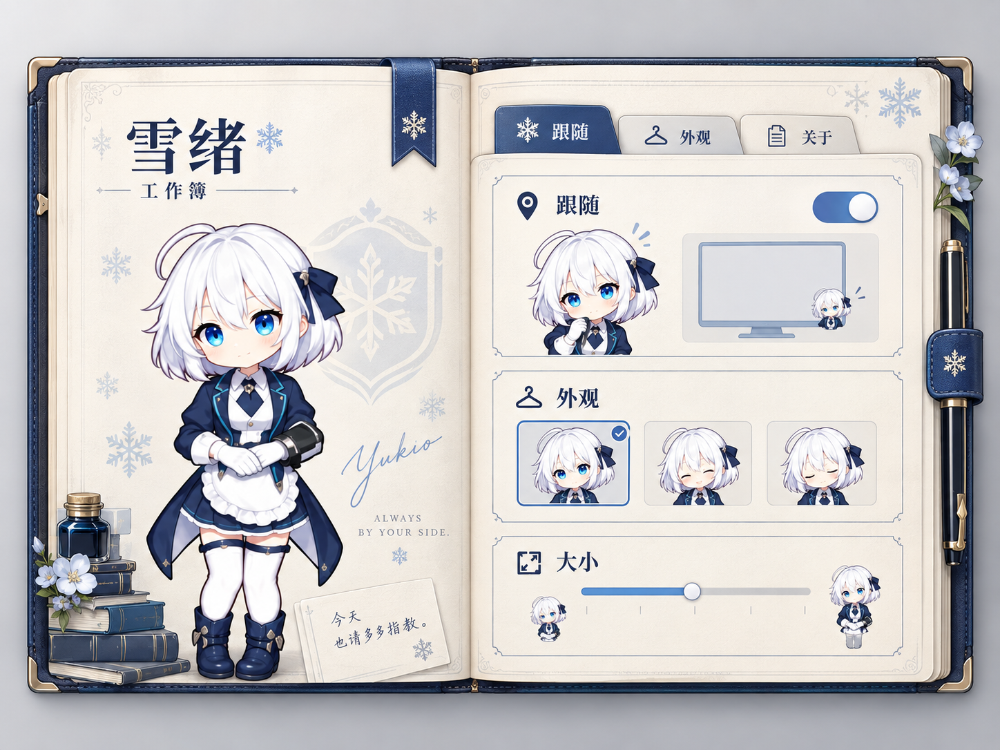 雪绪
工作簿
Yukio
ALWAYS
BY YOUR SIDE.
今天
也请多多指教。
跟随
外观
关于
跟随
外观
大小